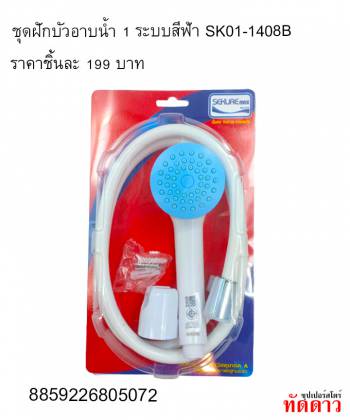 ชุดฝักบัวอาบน้ำ 1 ระบบสีฟ้า SK01-1408B
ราคาชิ้นละ 199 บาท
SEKURE
8859226805072
ซุปเปอร์สโตร์
ทัดดาว